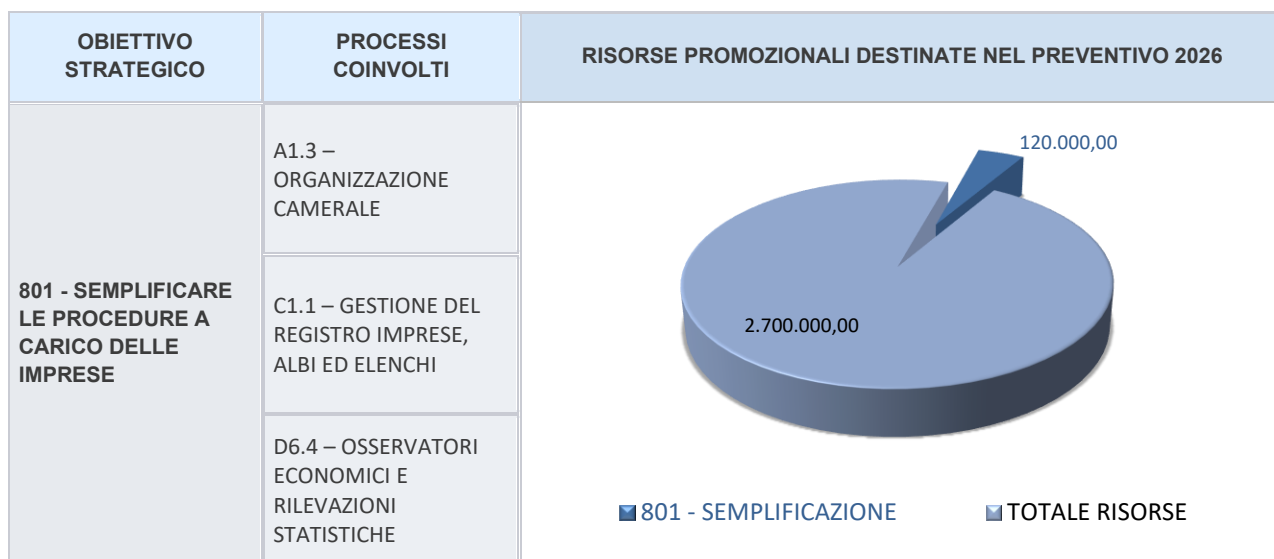 OBIETTIVO
STRATEGICO
PROCESSI
COINVOLTI
RISORSE PROMOZIONALI DESTINATE NEL PREVENTIVO 2026
801 - SEMPLIFICARE
LE PROCEDURE A
CARICO DELLE
IMPRESE
A1.3 –
ORGANIZZAZIONE
CAMERALE
C1.1 – GESTIONE DEL
REGISTRO IMPRESE,
ALBI ED ELENCHI
D6.4 – OSSERVATORI
ECONOMICI E
RILEVAZIONI
STATISTICHE
120.000,00
2.700.000,00
801 - SEMPLIFICAZIONE
TOTALE RISORSE